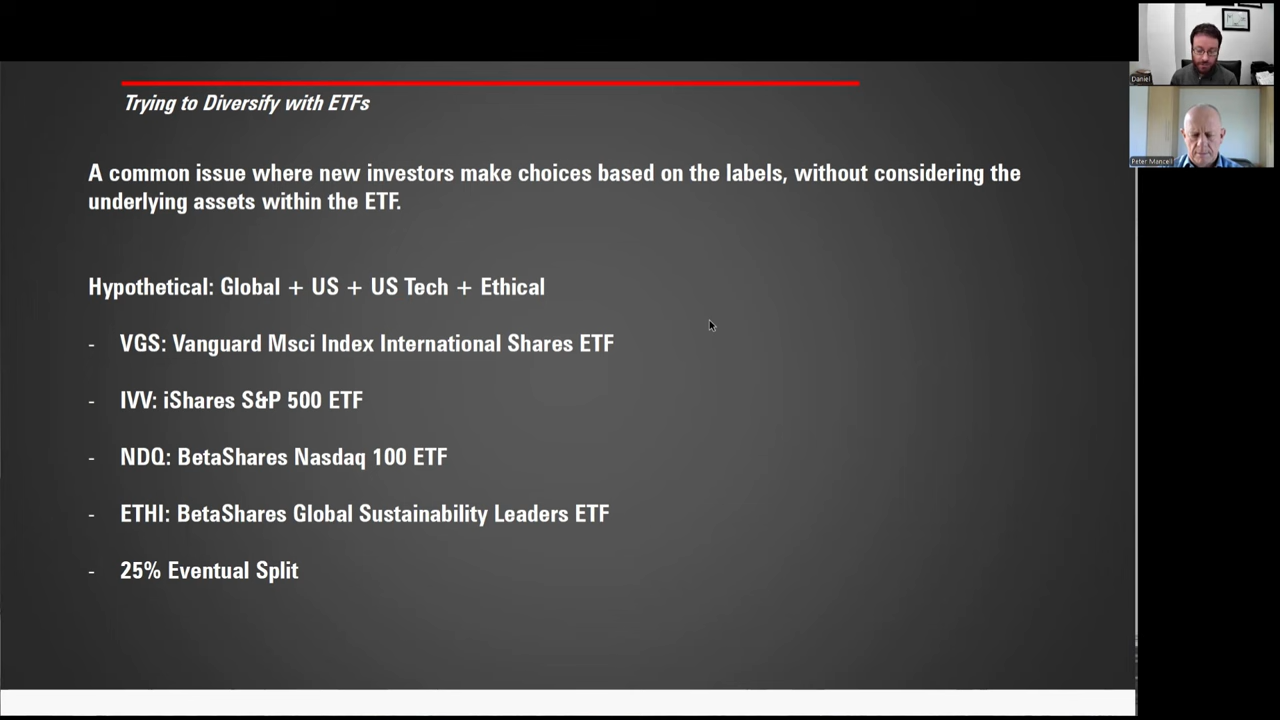 Trying to Diversify with ETFs
A common issue where new investors make choices based on the labels, without considering the
underlying assets within the ETF.
Hypothetical: Global + US + US Tech + Ethical
- VGS: Vanguard Msci Index International Shares ETF
- IVV: iShares S&P 500 ETF
- NDQ: BetaShares Nasdaq 100 ETF
- ETHI: BetaShares Global Sustainability Leaders ETF
- 25% Eventual Split
Daniel
Peter Mancell